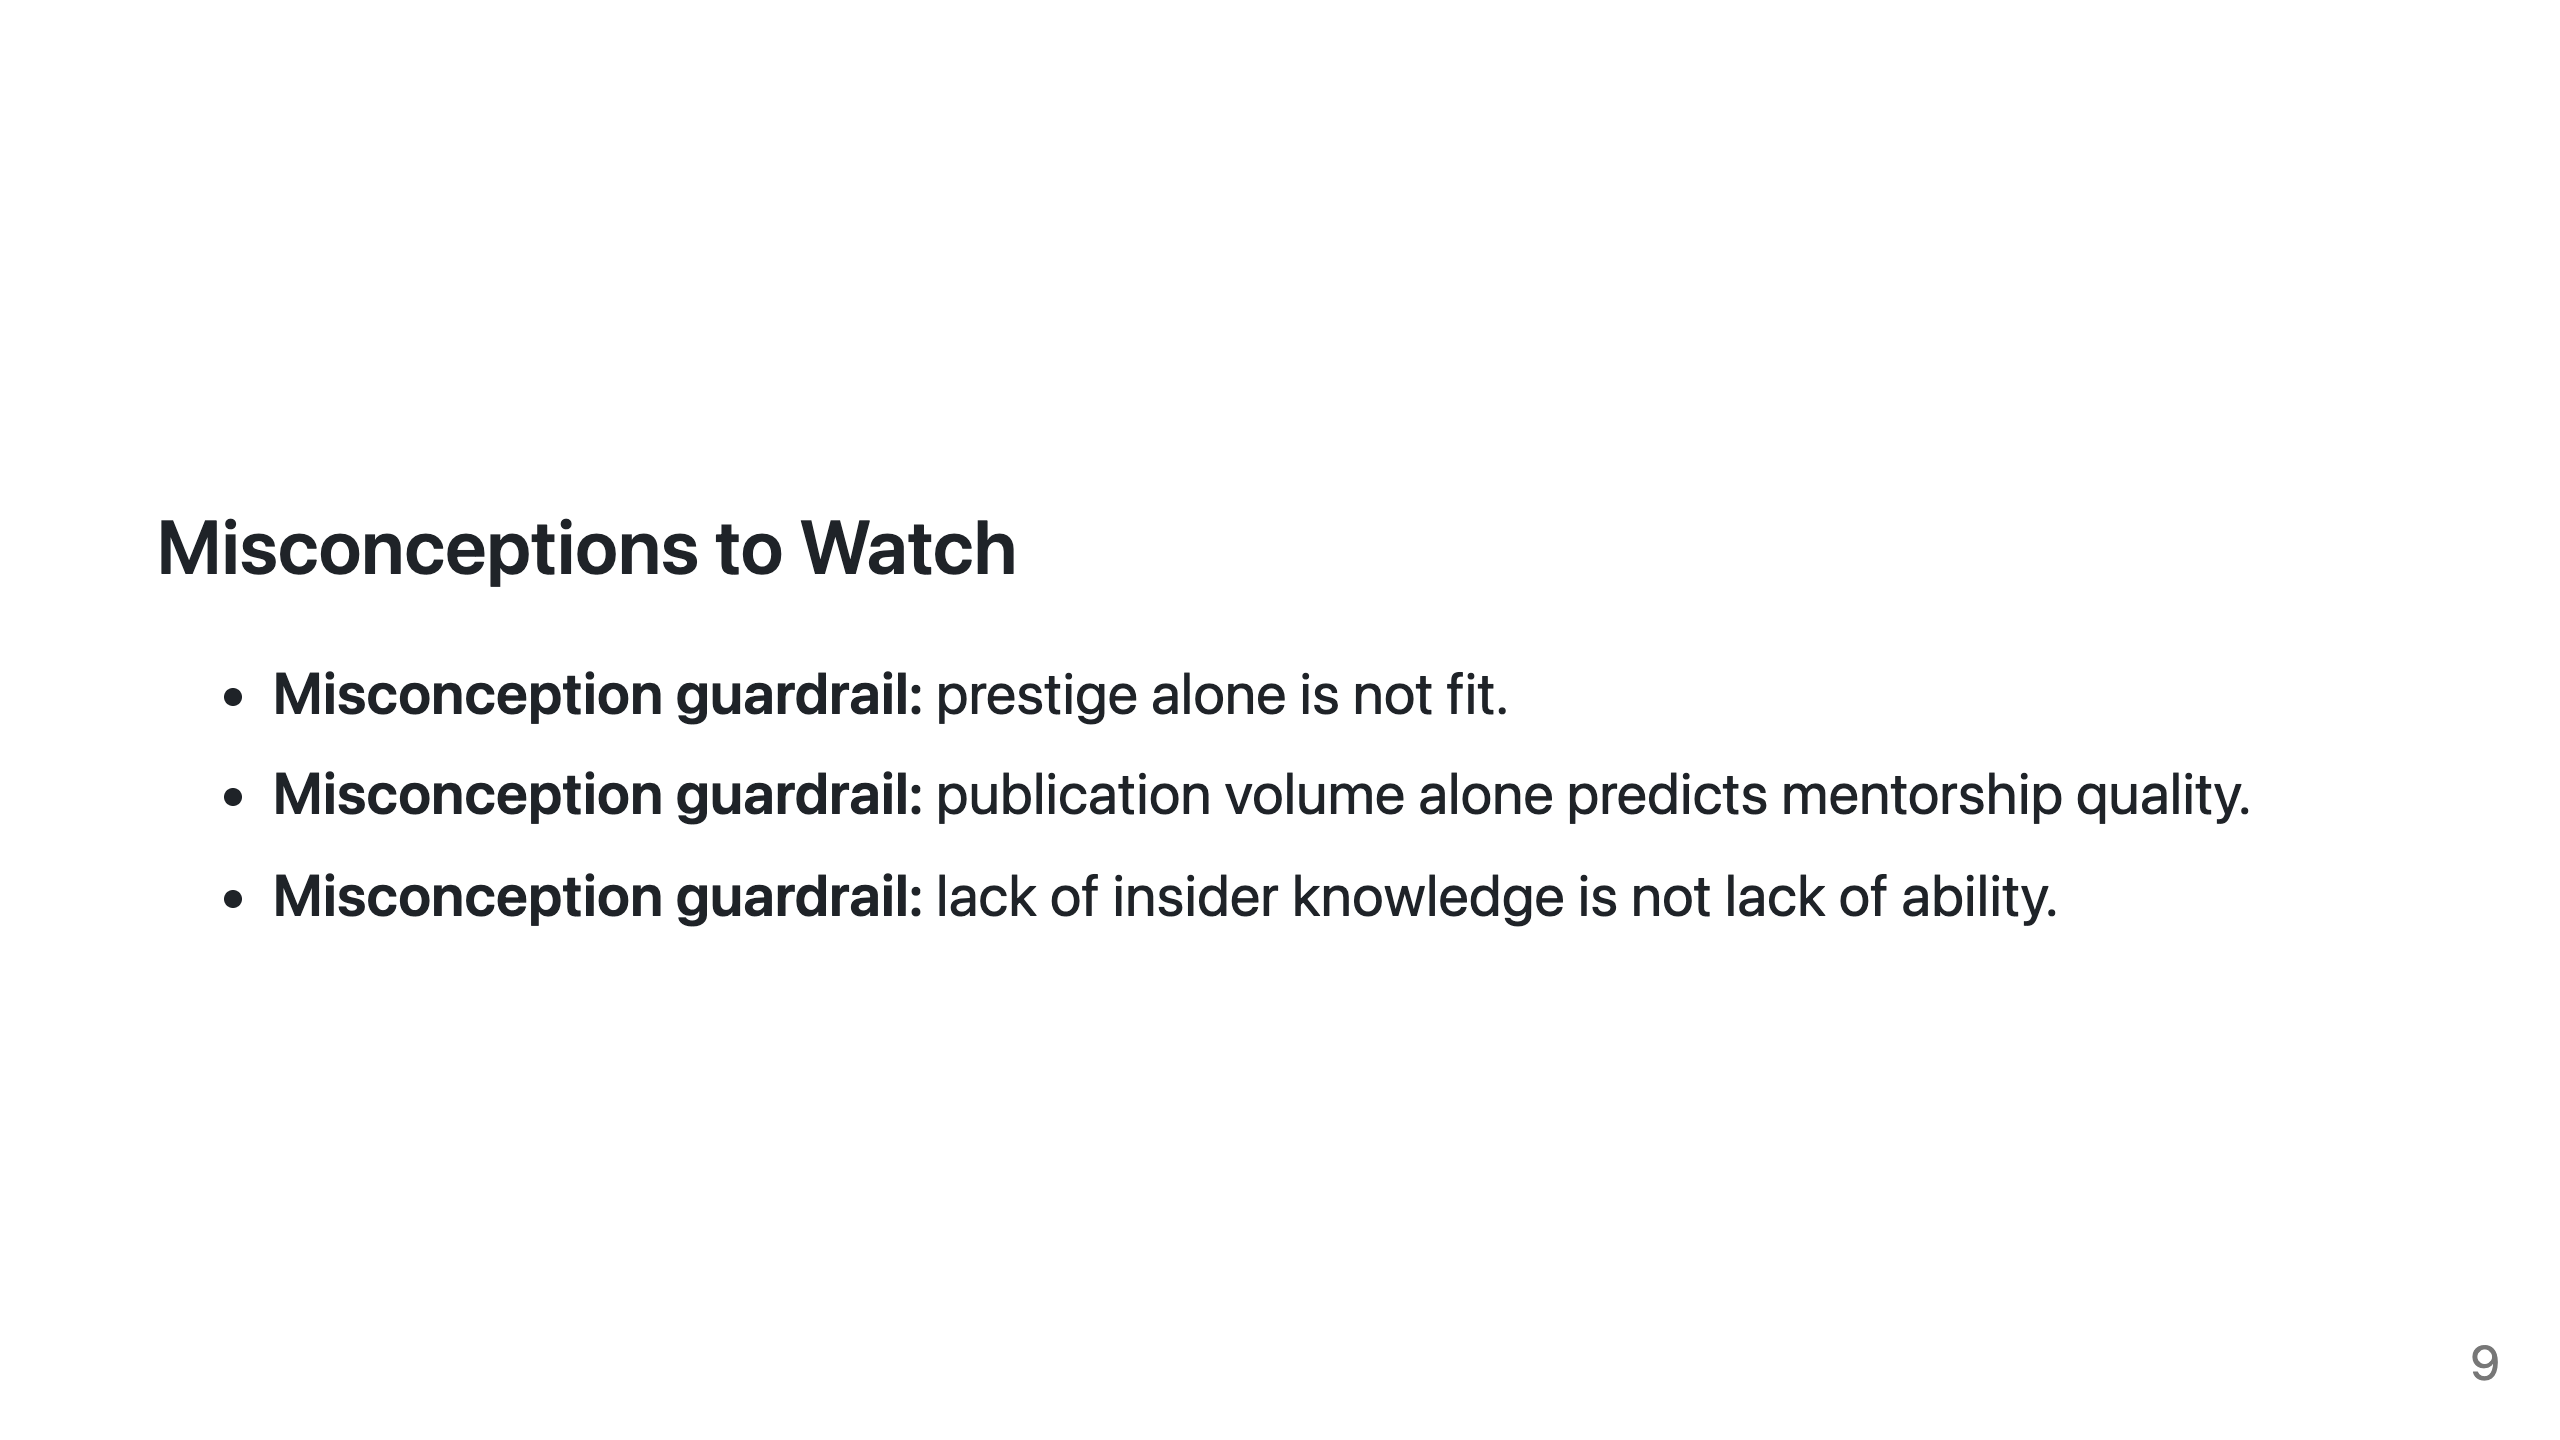 Misconceptions to Watch
• Misconception guardrail: prestige alone is not fit.
• Misconception guardrail: publication volume alone predicts mentorship quality.
• Misconception guardrail: lack of insider knowledge is not lack of ability.
9